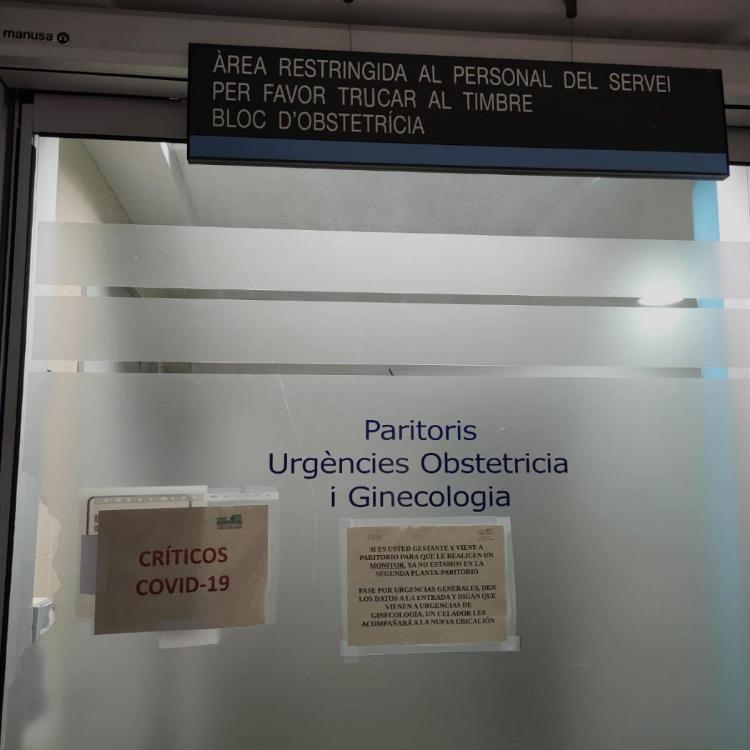 manusa
ÀREA RESTRINGIDA AL PERSONAL DEL SERVEI
PER FAVOR TRUCAR AL TIMBRE
BLOC D'OBSTETRÍCIA
Paritoris
Urgències Obstetricia
i Ginecologia
CRÍTICOS
COVID-19
SI ES USTED GESTANTE Y VIENE A
PARITORIO PARA QUE LE REALICEN UN
MONITOR, YA NO ESTAMOS EN LA
SEGUNDA PLANTA-PARITORIO
PASE POR URGENCIAS GENERALES, DEN
LOS DATOS A LA ENTRADA Y DIGAN QUE
VIENEN A URGENCIAS DE
GINECOLOGÍA, UN CELADOR LES
ACOMPAÑARÁ A LA NUEVA UBICACIÓN